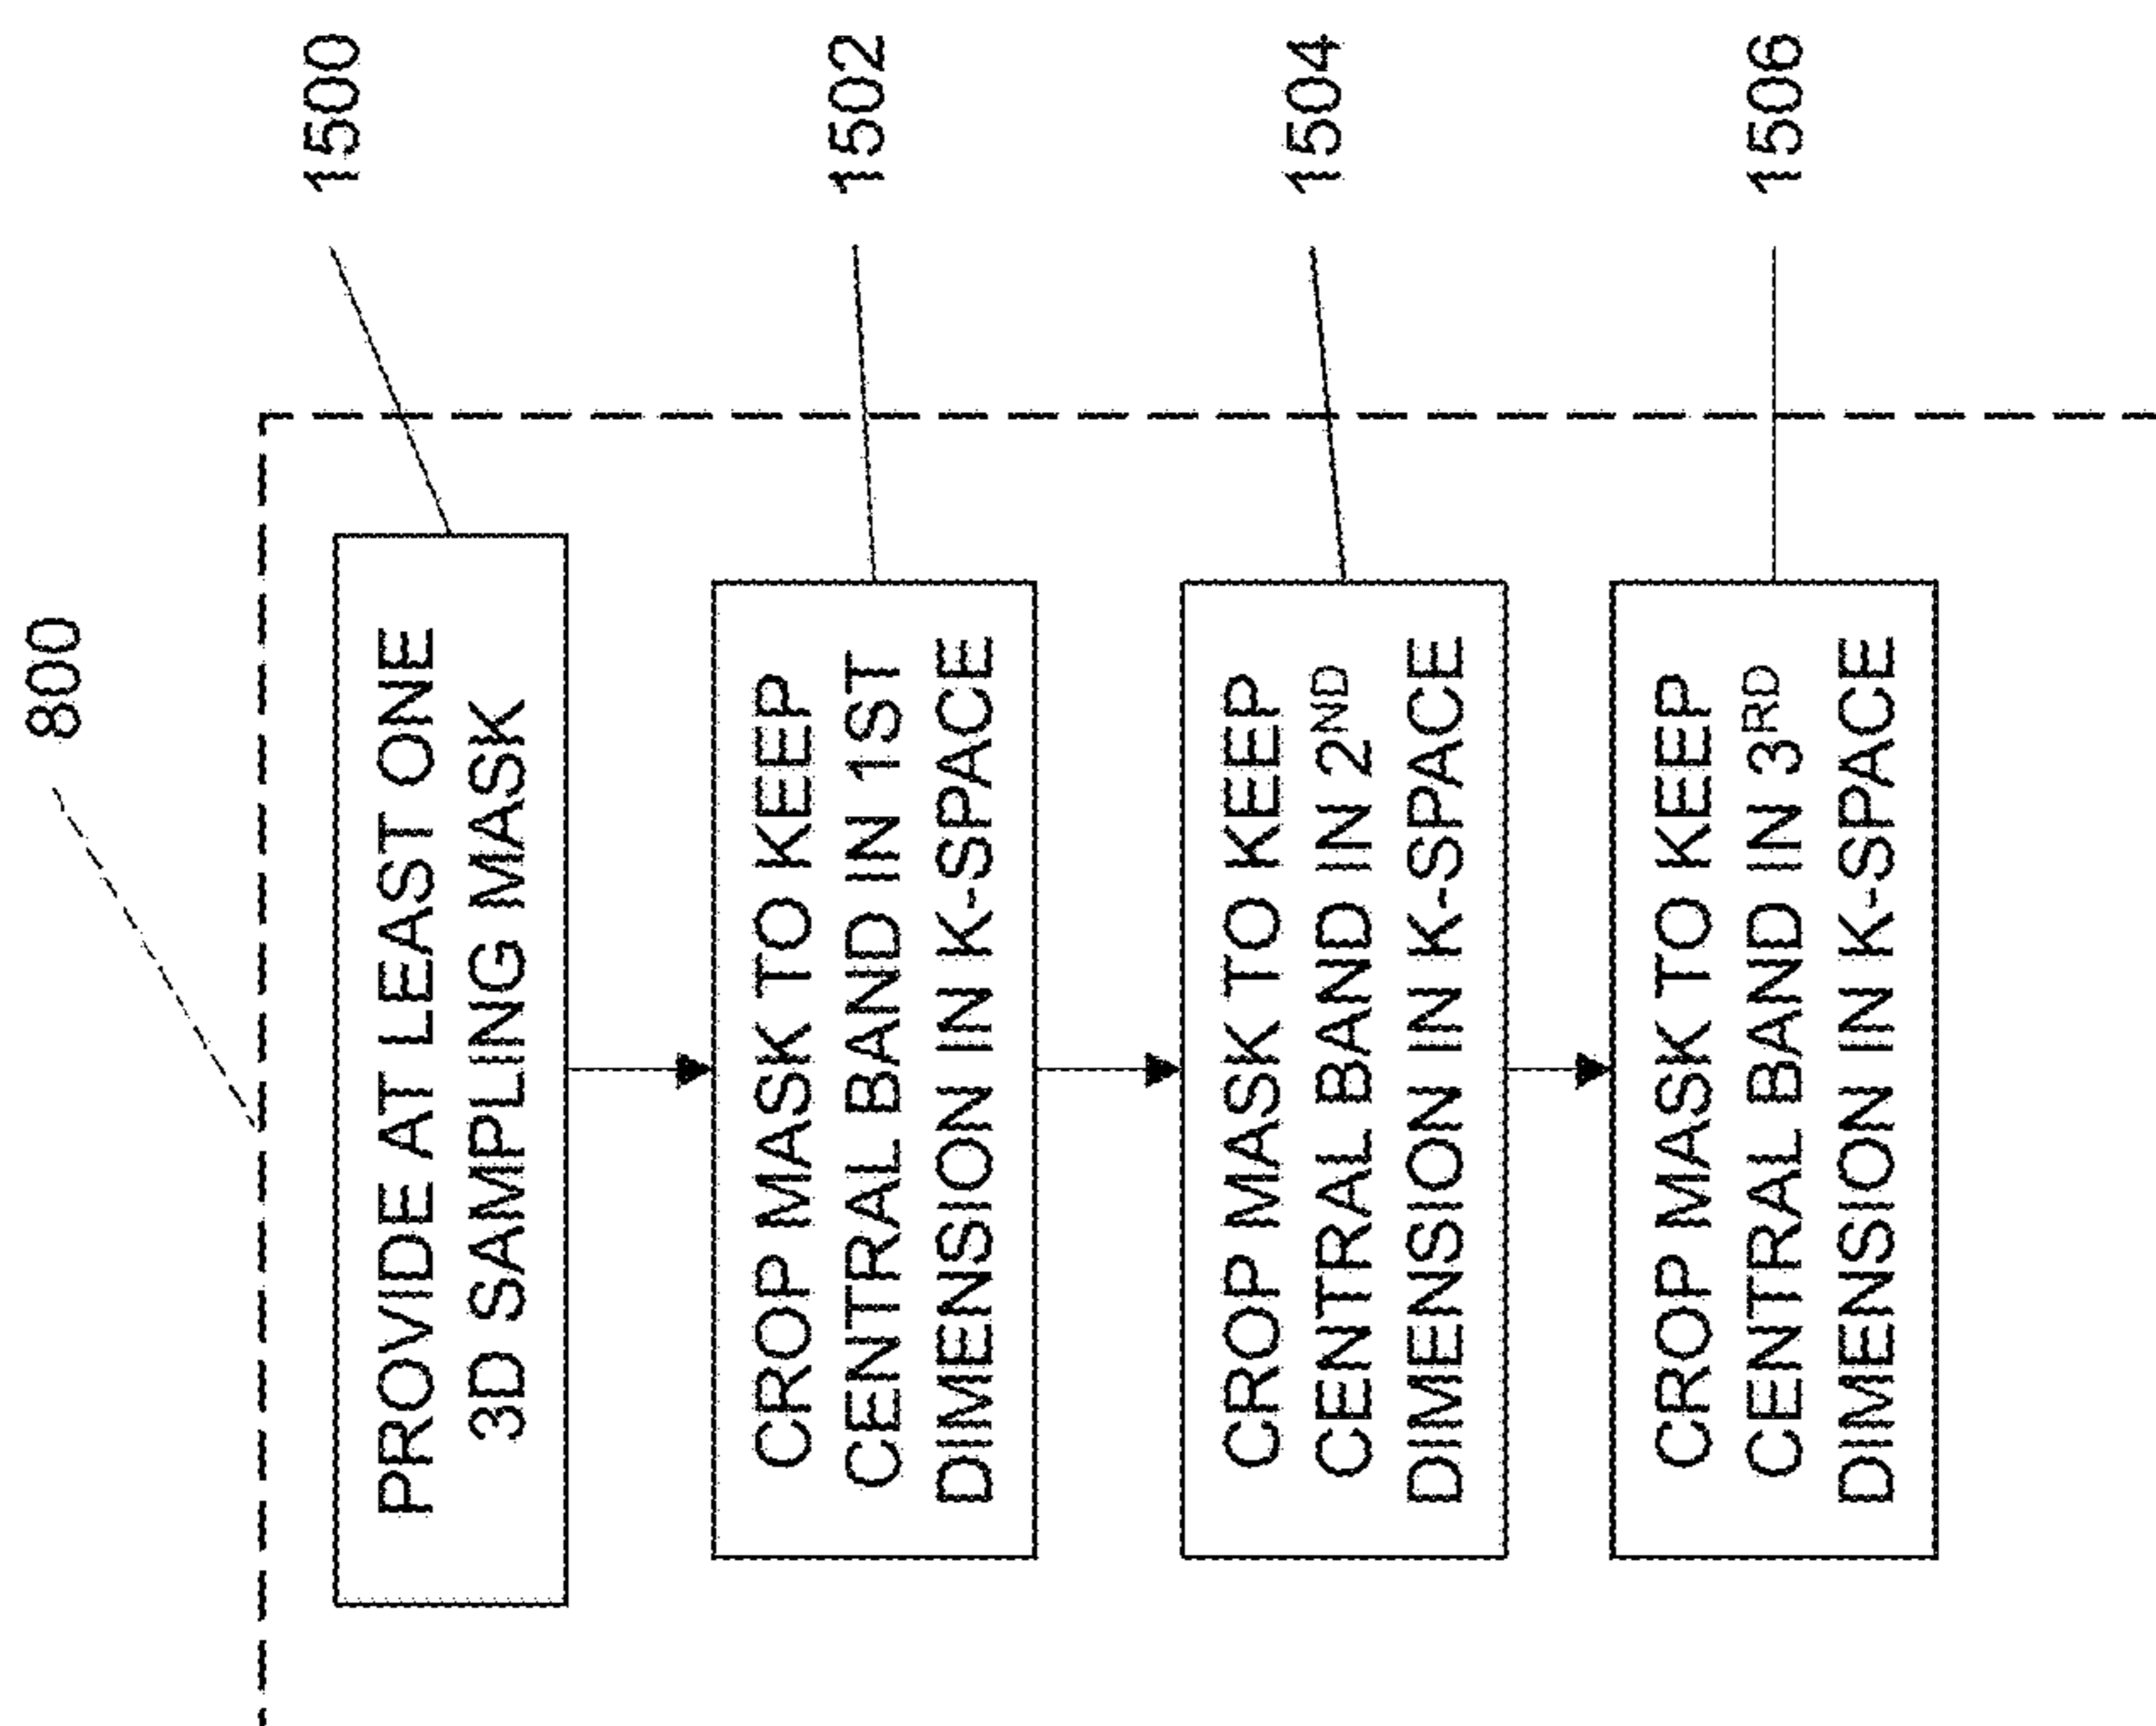 800
PROVIDE AT LEAST ONE
3D SAMPLING MASK
1500
CROP MASK TO KEEP
CENTRAL BAND IN 1ST
DIMENSION IN K-SPACE
1502
CROP MASK TO KEEP
CENTRAL BAND IN 2ND
DIMENSION IN K-SPACE
1504
CROP MASK TO KEEP
CENTRAL BAND IN 3RD
DIMENSION IN K-SPACE
1506